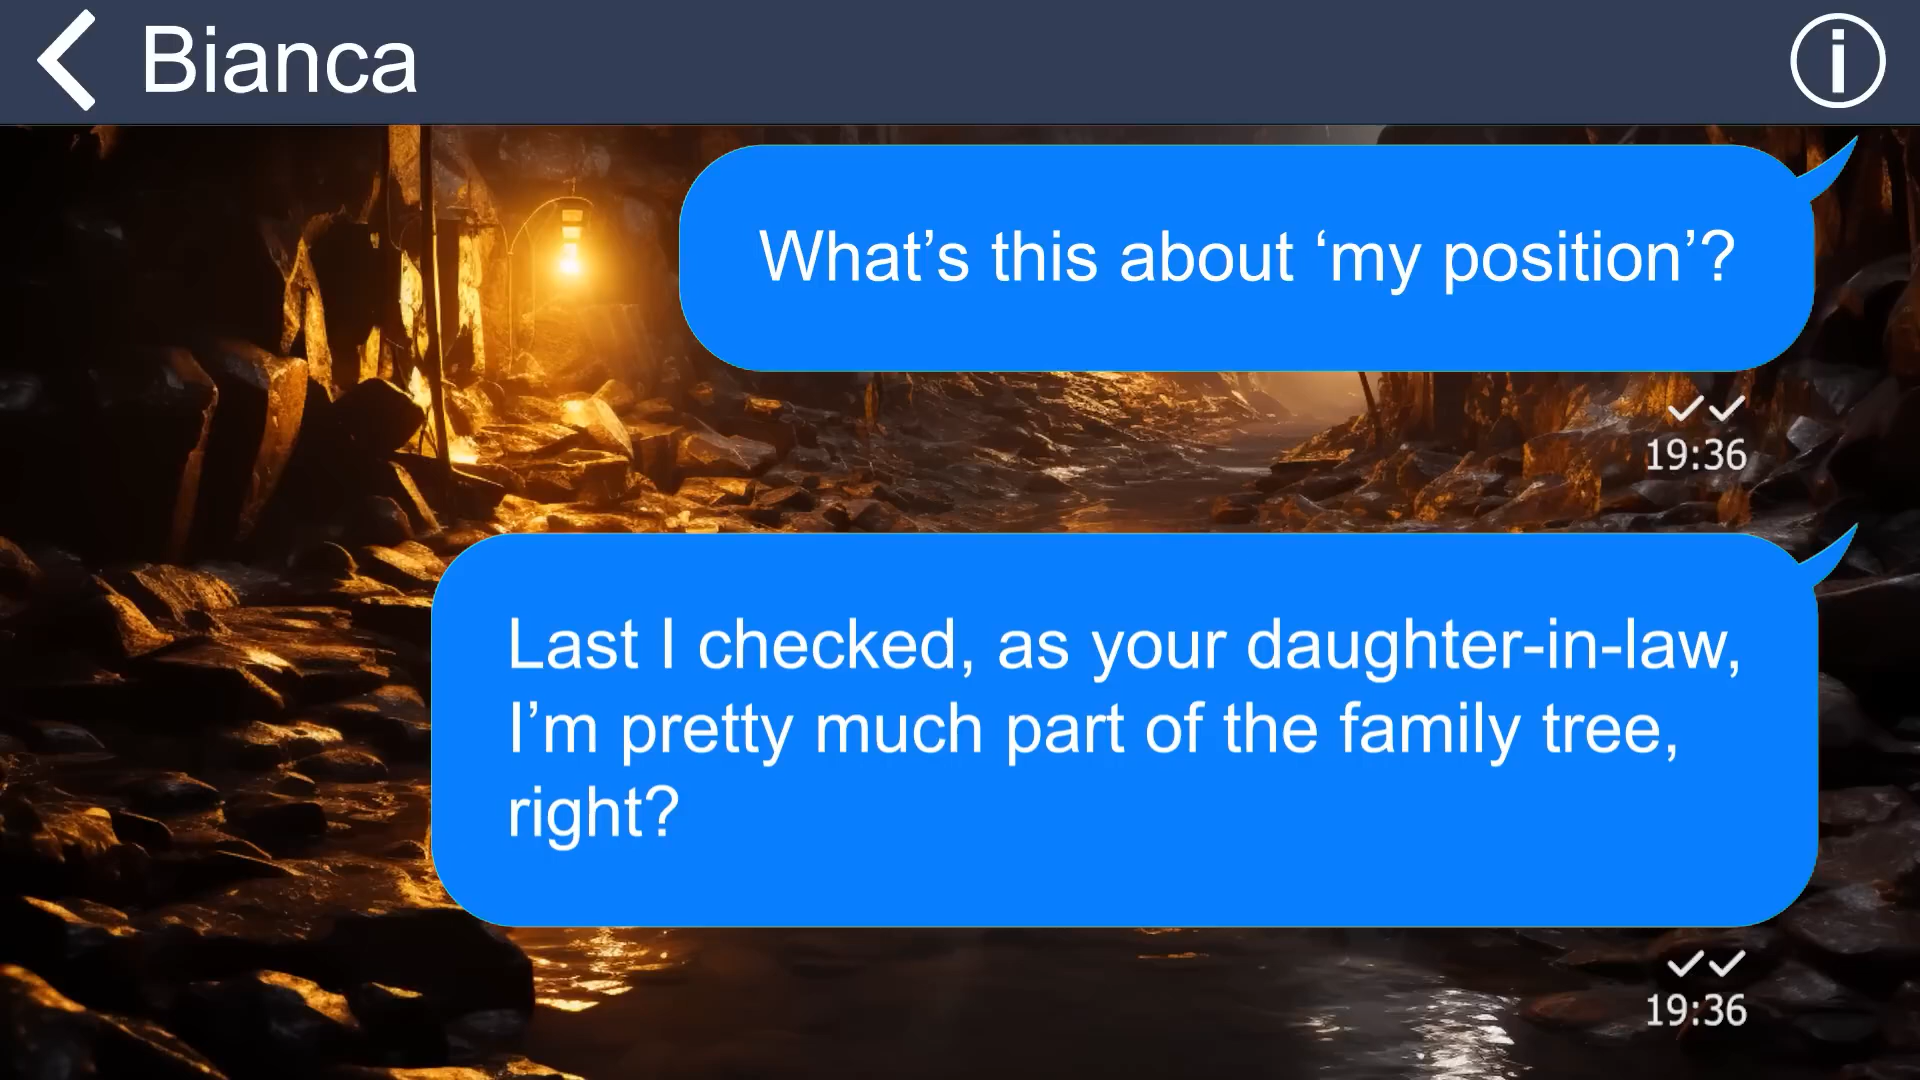 Bianca
What’s this about ‘my position’?
19:36
Last I checked, as your daughter-in-law,
I’m pretty much part of the family tree,
right?
19:36